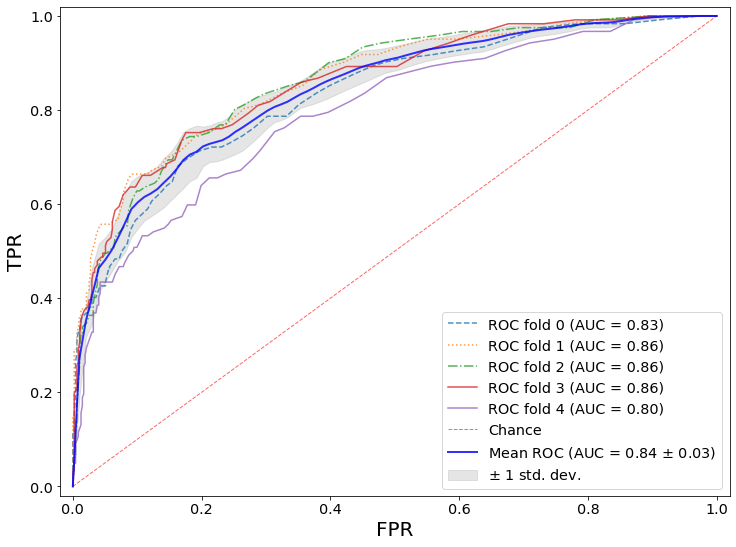 TPR
1.0
0.8
0.6
0.4
0.2
0.0
0.0 0.2 0.4 0.6 0.8 1.0
FPR
ROC fold 0 (AUC = 0.83)
ROC fold 1 (AUC = 0.86)
ROC fold 2 (AUC = 0.86)
ROC fold 3 (AUC = 0.86)
ROC fold 4 (AUC = 0.80)
Chance
Mean ROC (AUC = 0.84 ± 0.03)
± 1 std. dev.